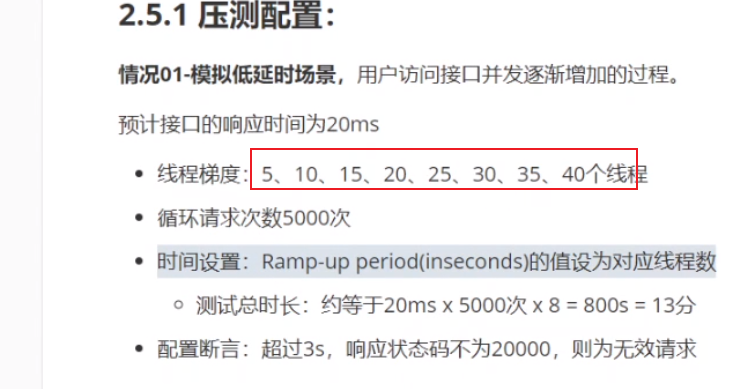 2.5.1 压测配置：
情况01-模拟低延时场景，用户访问接口并发逐渐增加的过程。
预计接口的响应时间为20ms
• 线程梯度：5、10、15、20、25、30、35、40个线程
• 循环请求次数5000次
• 时间设置：Ramp-up period(inseconds)的值设为对应线程数
◦ 测试总时长：约等于20ms x 5000次 x 8 = 800s = 13分
• 配置断言：超过3s，响应状态码不为20000，则为无效请求